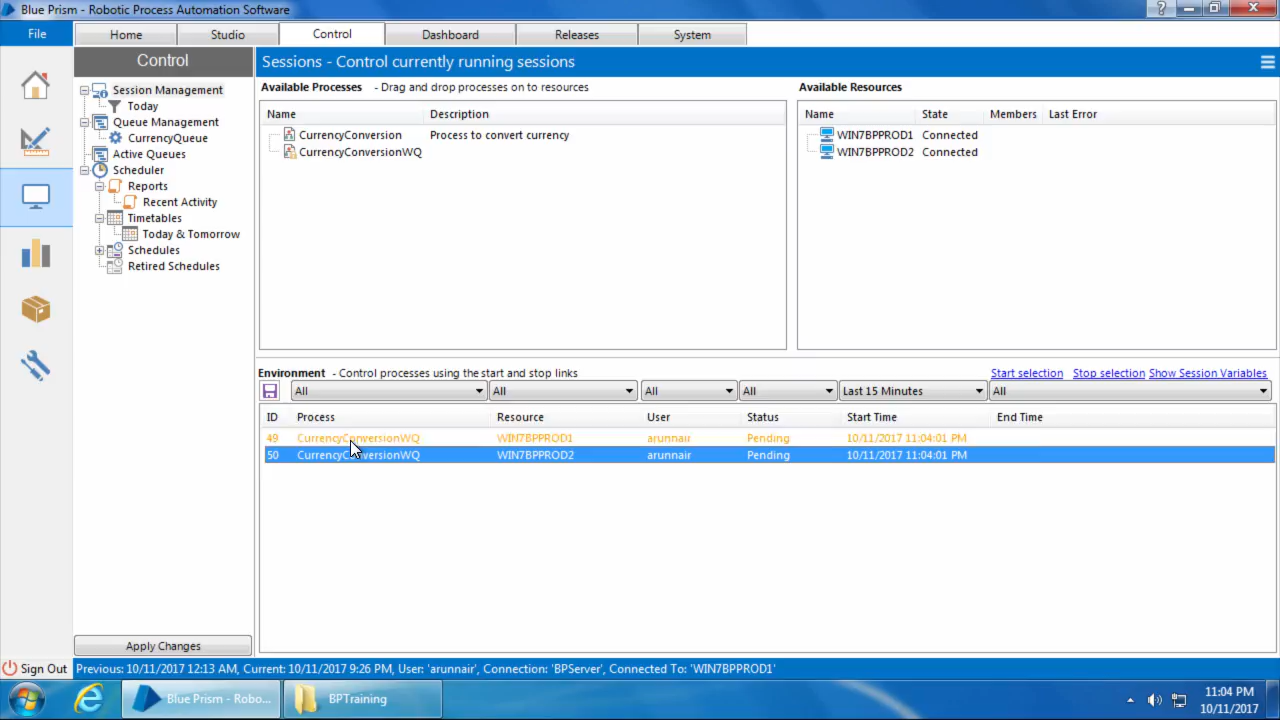 Blue Prism - Robotic Process Automation Software
File
Home
Studio
Control
Dashboard
Releases
System
Control
Session Management
Today
Queue Management
CurrencyQueue
Active Queues
Scheduler
Reports
Recent Activity
Timetables
Today & Tomorrow
Schedules
Retired Schedules
Apply Changes
Sessions - Control currently running sessions
Available Processes - Drag and drop processes on to resources
Name Description
CurrencyConversion Process to convert currency
CurrencyConversionWQ
Available Resources
Name State Members Last Error
WIN7BPPROD1 Connected
WIN7BPPROD2 Connected
Environment - Control processes using the start and stop links
Start selection Stop selection Show Session Variables
All All All All Last 15 Minutes All
ID Process Resource User Status Start Time End Time
49 CurrencyConversionWQ WIN7BPPROD1 arunnair Pending 10/11/2017 11:04:01 PM
50 CurrencyConversionWQ WIN7BPPROD2 arunnair Pending 10/11/2017 11:04:01 PM
Sign Out
Previous: 10/11/2017 12:13 AM, Current: 10/11/2017 9:26 PM, User: 'arunnair', Connection: 'BPServer', Connected To: 'WIN7BPPROD1'
Blue Prism - Robo...
BPTraining
11:04 PM
10/11/2017